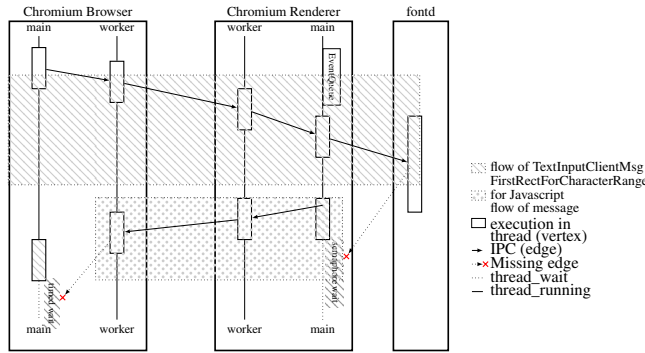 Chromium Browser Chromium Renderer fontd
main worker worker main
EventQueue
flow of TextInputClientMsg
FirstRectForCharacterRange
for Javascript
flow of message
execution in
thread (vertex)
IPC (edge)
Missing edge
thread_wait
thread_running
semaphore wait
timed wait
main worker worker main